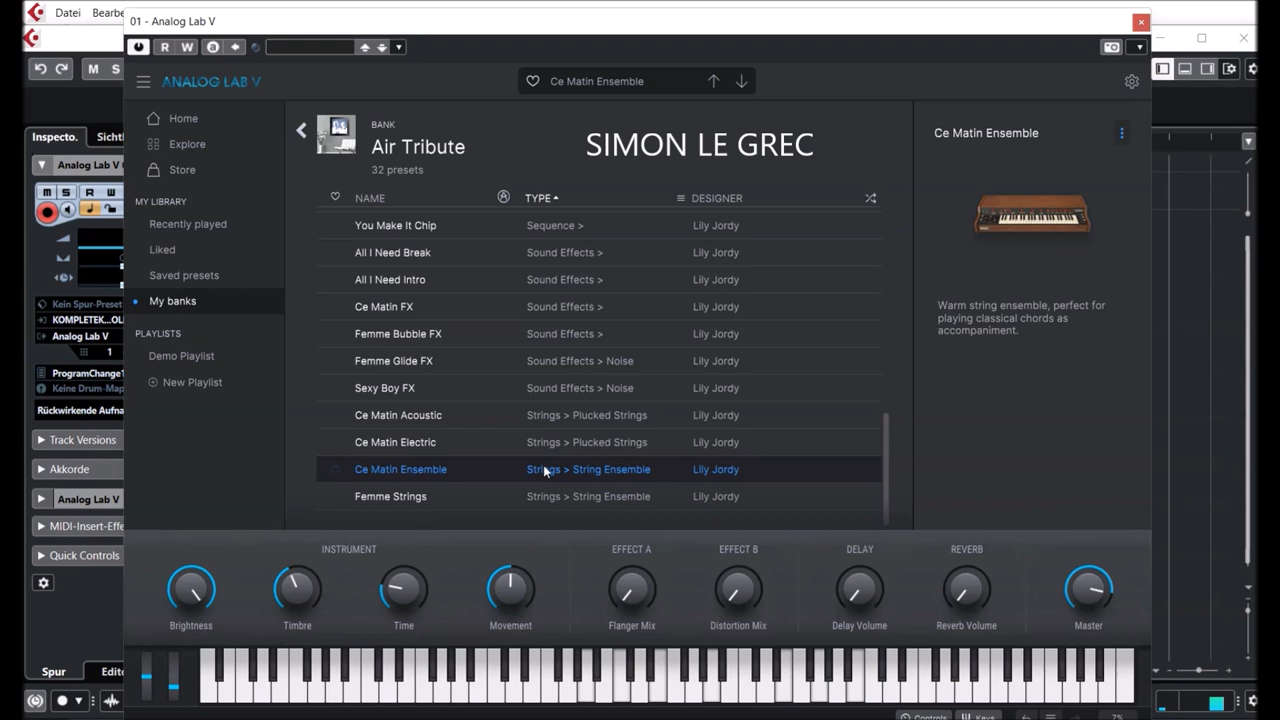 Datei Bearbe
01 - Analog Lab V
R W
M S
ANALOG LAB V
Ce Matin Ensemble
Inspecto. Sichtl
Analog Lab V
M S R W
Kein Spur-Preset
KOMPLETEK...OL
Analog Lab V
1
ProgramChange1
Keine Drum-Map
Rückwirkende Aufna
Track Versions
Akkorde
Analog Lab V
MIDI-Insert-Effe
Quick Controls
Spur Edito
Home
Explore
Store
MY LIBRARY
Recently played
Liked
Saved presets
My banks
PLAYLISTS
Demo Playlist
New Playlist
BANK
Air Tribute
32 presets
SIMON LE GREC
NAME TYPE DESIGNER
You Make It Chip Sequence > Lily Jordy
All I Need Break Sound Effects > Lily Jordy
All I Need Intro Sound Effects > Lily Jordy
Ce Matin FX Sound Effects > Lily Jordy
Femme Bubble FX Sound Effects > Lily Jordy
Femme Glide FX Sound Effects > Noise Lily Jordy
Sexy Boy FX Sound Effects > Noise Lily Jordy
Ce Matin Acoustic Strings > Plucked Strings Lily Jordy
Ce Matin Electric Strings > Plucked Strings Lily Jordy
Ce Matin Ensemble Strings > String Ensemble Lily Jordy
Femme Strings Strings > String Ensemble Lily Jordy
Ce Matin Ensemble
Warm string ensemble, perfect for
playing classical chords as
accompaniment.
INSTRUMENT EFFECT A EFFECT B DELAY REVERB
Brightness Timbre Time Movement Flanger Mix Distortion Mix Delay Volume Reverb Volume Master
Controls Keys 7%